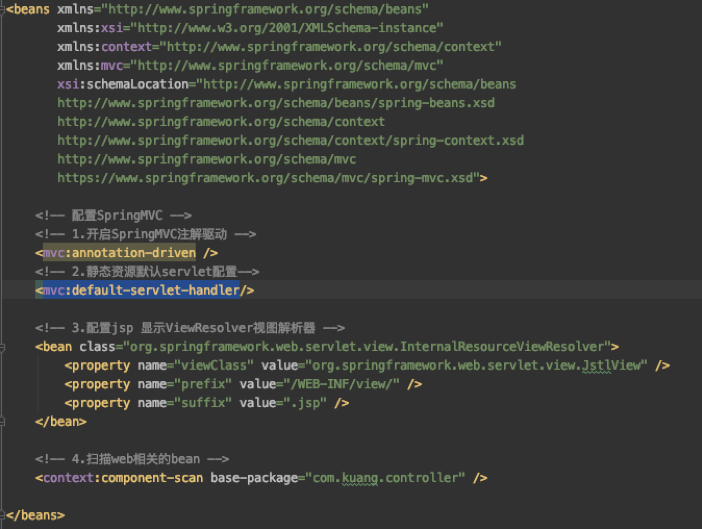 <beans xmlns="http://www.springframework.org/schema/beans"
xmlns:xsi="http://www.w3.org/2001/XMLSchema-instance"
xmlns:context="http://www.springframework.org/schema/context"
xmlns:mvc="http://www.springframework.org/schema/mvc"
xsi:schemaLocation="http://www.springframework.org/schema/beans
http://www.springframework.org/schema/beans/spring-beans.xsd
http://www.springframework.org/schema/context
http://www.springframework.org/schema/context/spring-context.xsd
http://www.springframework.org/schema/mvc
https://www.springframework.org/schema/mvc/spring-mvc.xsd">
<!-- 配置SpringMVC -->
<!-- 1.开启SpringMVC注解驱动 -->
<mvc:annotation-driven />
<!-- 2.静态资源默认servlet配置-->
<mvc:default-servlet-handler/>
<!-- 3.配置jsp 显示ViewResolver视图解析器 -->
<bean class="org.springframework.web.servlet.view.InternalResourceViewResolver">
<property name="viewClass" value="org.springframework.web.servlet.view.JstlView" />
<property name="prefix" value="/WEB-INF/view/" />
<property name="suffix" value=".jsp" />
</bean>
<!-- 4.扫描web相关的bean -->
<context:component-scan base-package="com.kuang.controller" />
</beans>